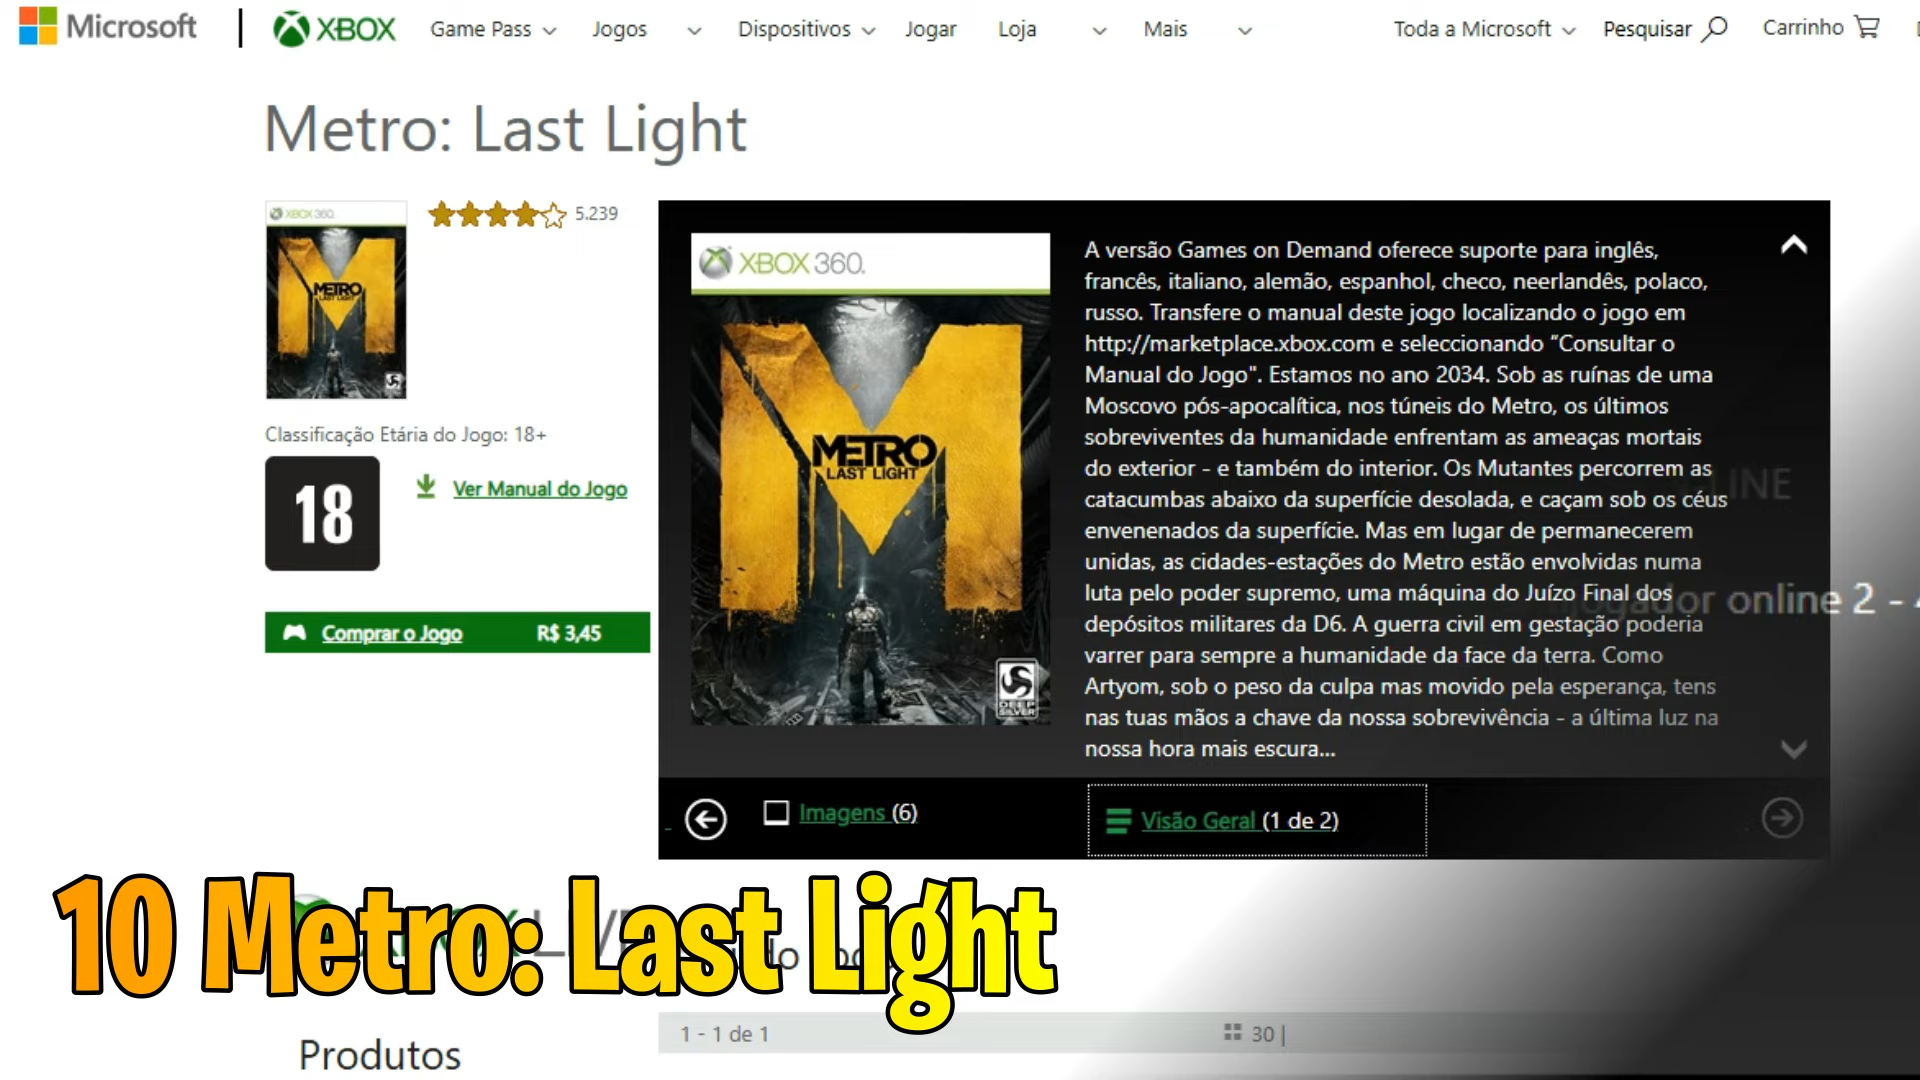 Microsoft
XBOX
Game Pass
Jogos
Dispositivos
Jogar
Loja
Mais
Toda a Microsoft
Pesquisar
Carrinho
Metro: Last Light
XBOX 360.
METRO
LAST LIGHT
5.239
Classificação Etária do Jogo: 18+
18
Ver Manual do Jogo
Comprar o Jogo R$ 3,45
XBOX 360.
METRO
LAST LIGHT
DEEP
SILVER
A versão Games on Demand oferece suporte para inglês,
francês, italiano, alemão, espanhol, checo, neerlandês, polaco,
russo. Transfere o manual deste jogo localizando o jogo em
http://marketplace.xbox.com e seleccionando "Consultar o
Manual do Jogo". Estamos no ano 2034. Sob as ruínas de uma
Moscovo pós-apocalítica, nos túneis do Metro, os últimos
sobreviventes da humanidade enfrentam as ameaças mortais
do exterior - e também do interior. Os Mutantes percorrem as
catacumbas abaixo da superfície desolada, e caçam sob os céus
envenenados da superfície. Mas em lugar de permanecerem
unidas, as cidades-estações do Metro estão envolvidas numa
luta pelo poder supremo, uma máquina do Juízo Final dos
depósitos militares da D6. A guerra civil em gestação poderia
varrer para sempre a humanidade da face da terra. Como
Artyom, sob o peso da culpa mas movido pela esperança, tens
nas tuas mãos a chave da nossa sobrevivência - a última luz na
nossa hora mais escura...
jogador online 2 -
Imagens (6)
Visão Geral (1 de 2)
10 Metro: Last Light
1 - 1 de 1
30 |
Produtos